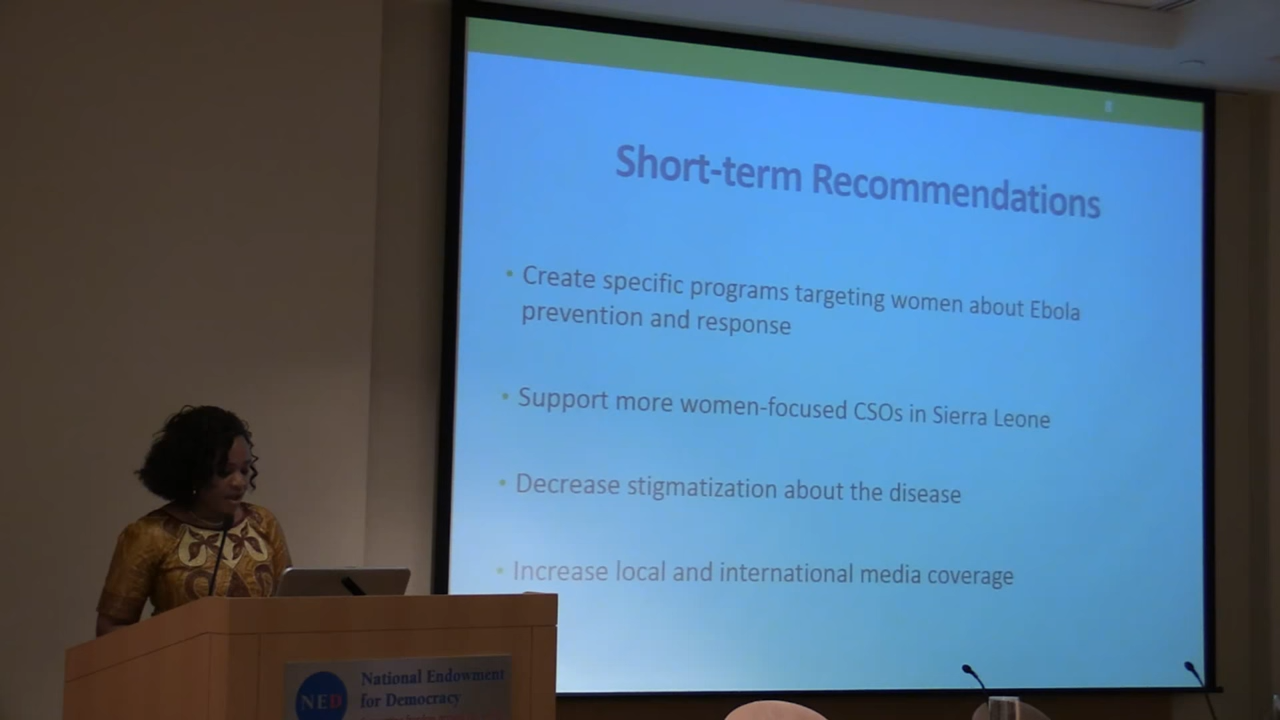 Short-term Recommendations
• Create specific programs targeting women about Ebola
prevention and response
• Support more women-focused CSOs in Sierra Leone
• Decrease stigmatization about the disease
• Increase local and international media coverage
NED
National Endowment
for Democracy